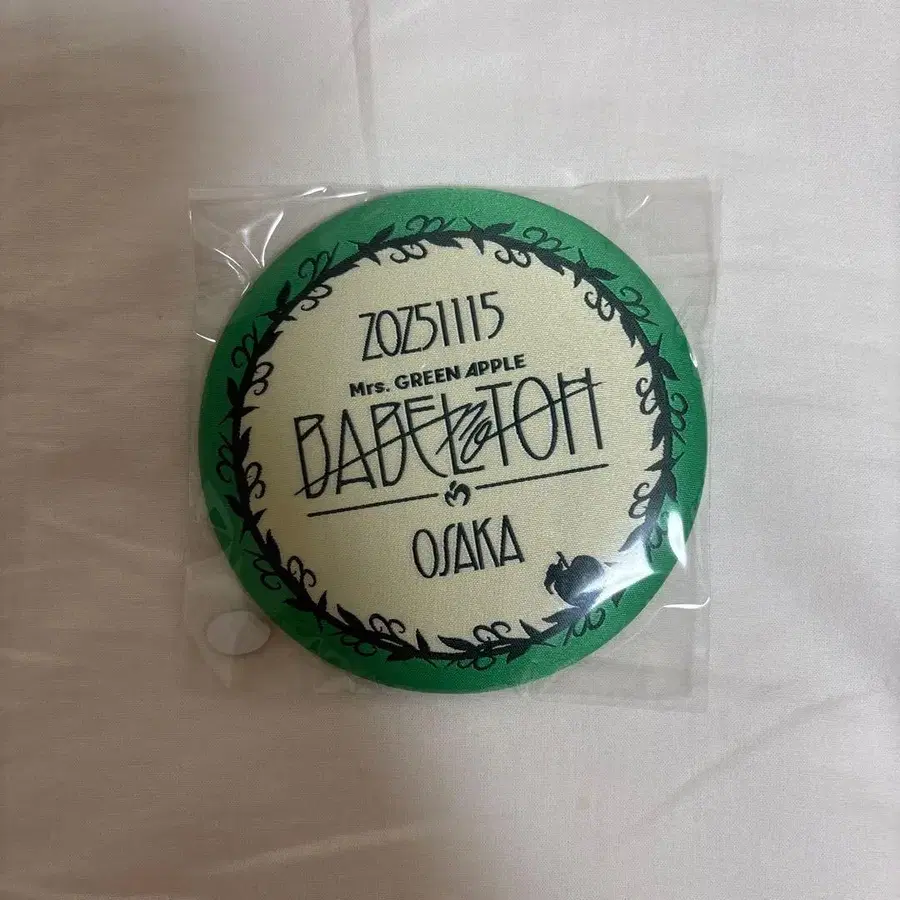 20251115
Mrs. GREEN APPLE
BABEL no TOH
OSAKA